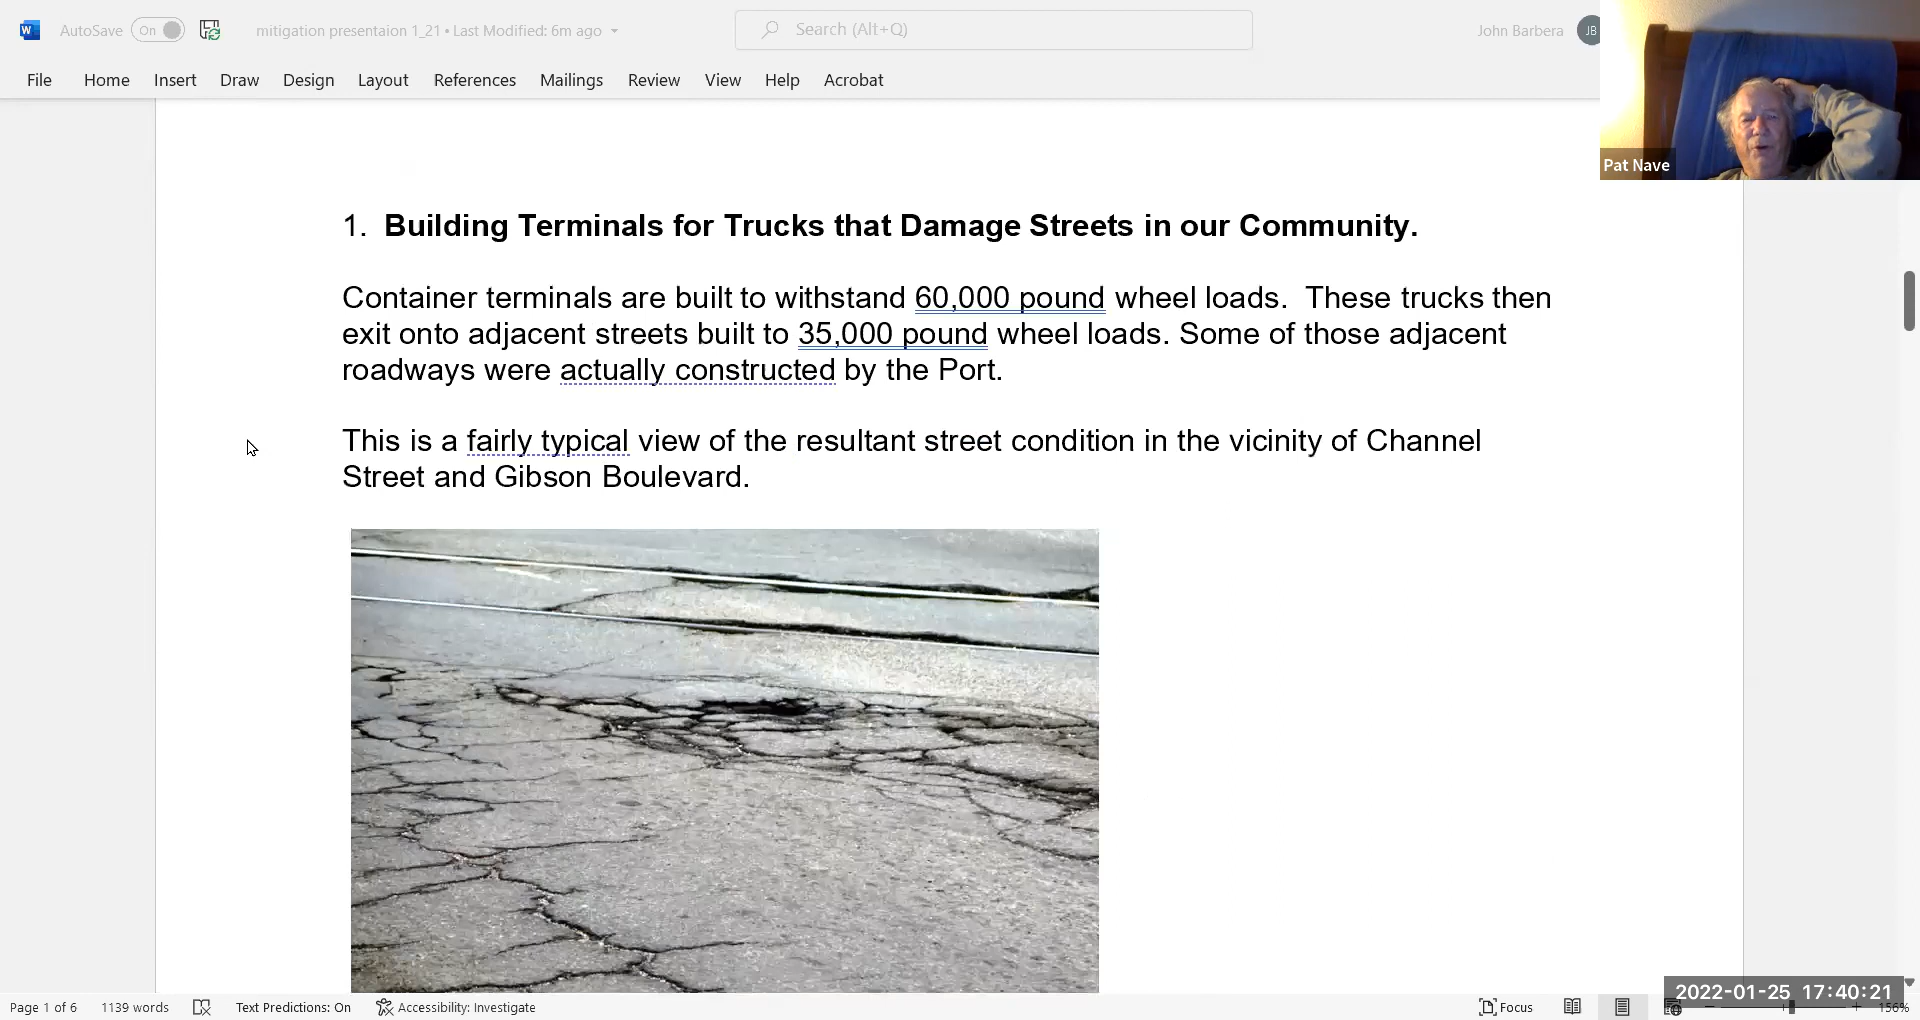 AutoSave On mitigation presentaion 1_21 • Last Modified: 6m ago Search (Alt+Q) John Barbera JB
File Home Insert Draw Design Layout References Mailings Review View Help Acrobat
Pat Nave
1. Building Terminals for Trucks that Damage Streets in our Community.
Container terminals are built to withstand 60,000 pound wheel loads. These trucks then
exit onto adjacent streets built to 35,000 pound wheel loads. Some of those adjacent
roadways were actually constructed by the Port.
This is a fairly typical view of the resultant street condition in the vicinity of Channel
Street and Gibson Boulevard.
2022-01-25 17:40:21
Page 1 of 6 1139 words Text Predictions: On Accessibility: Investigate Focus 156%